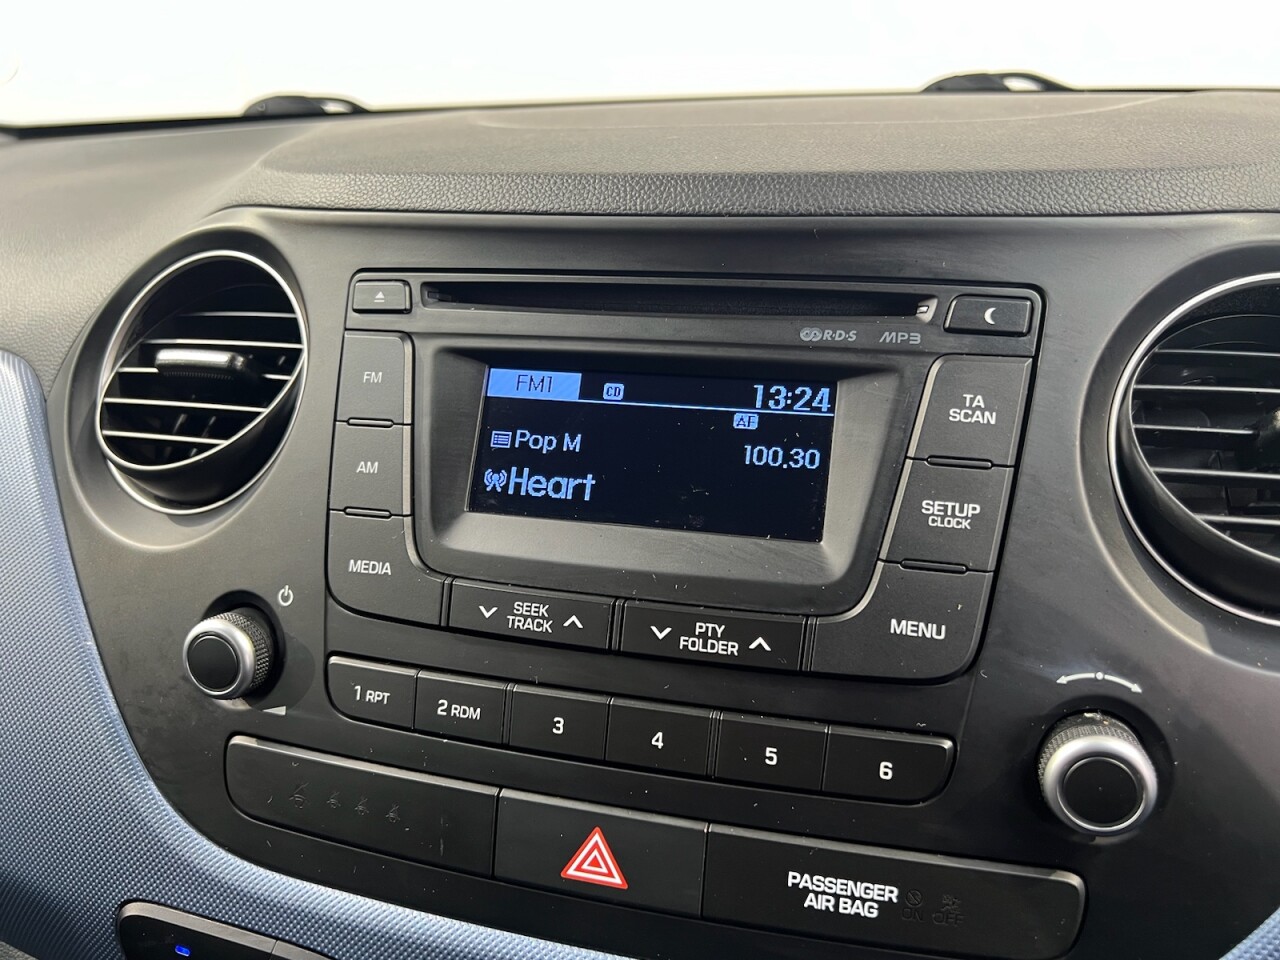 R·D·S MP3
FM
FM1 CD 13:24
AF
Pop M 100.30
Heart
TA
SCAN
AM
SETUP
CLOCK
MEDIA
SEEK
TRACK
PTY
FOLDER
MENU
1 RPT 2 RDM 3 4 5 6
PASSENGER
AIR BAG
ON OFF